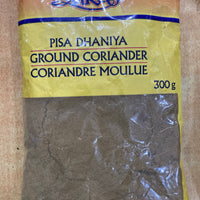 PISA DHANIYA
GROUND CORIANDER
CORIANDRE MOULUE
300 g